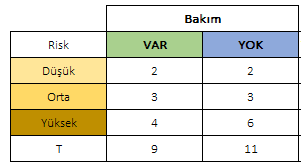 Bakım
Risk VAR YOK
Düşük 2 2
Orta 3 3
Yüksek 4 6
T 9 11